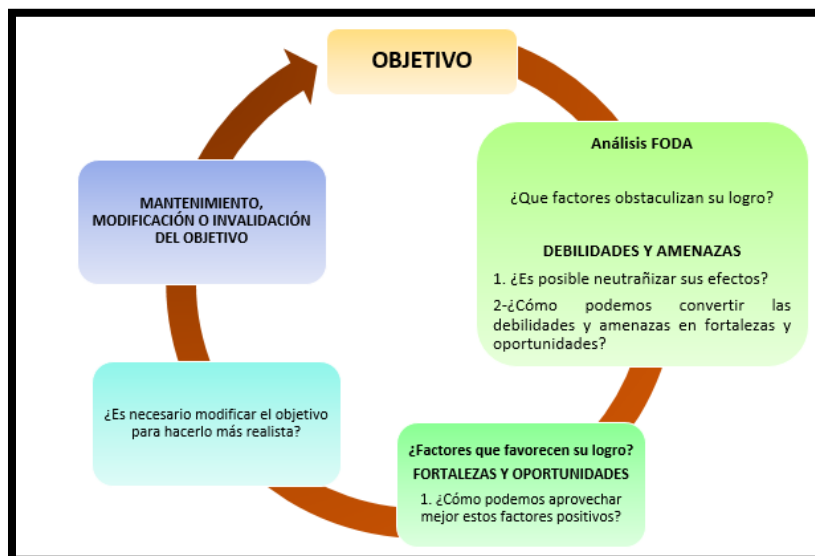 OBJETIVO
Análisis FODA
¿Que factores obstaculizan su logro?
DEBILIDADES Y AMENAZAS
1. ¿Es posible neutrañizar sus efectos?
2-¿Cómo podemos convertir las
debilidades y amenazas en fortalezas y
oportunidades?
¿Factores que favorecen su logro?
FORTALEZAS Y OPORTUNIDADES
1. ¿Cómo podemos aprovechar
mejor estos factores positivos?
¿Es necesario modificar el objetivo
para hacerlo más realista?
MANTENIMIENTO,
MODIFICACIÓN O INVALIDACIÓN
DEL OBJETIVO